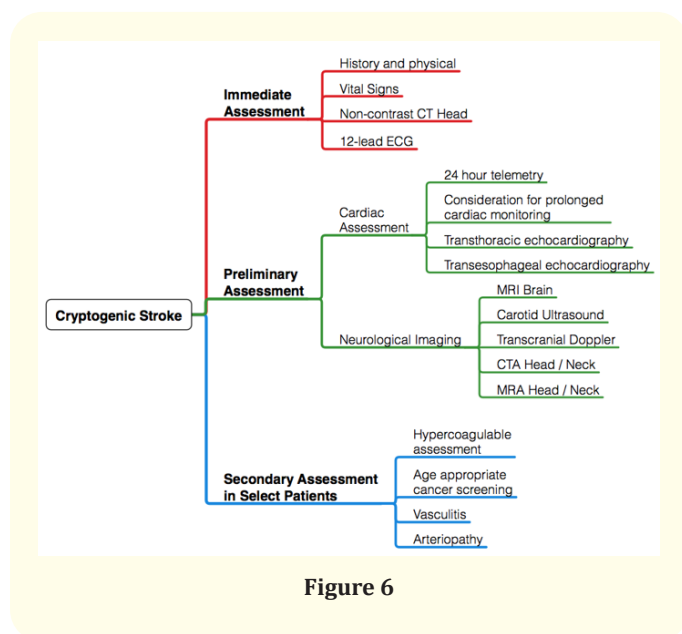 History and physical
Immediate
Assessment
Vital Signs
Non-contrast CT Head
12-lead ECG
24 hour telemetry
Cardiac
Assessment
Consideration for prolonged
cardiac monitoring
Transthoracic echocardiography
Transesophageal echocardiography
Preliminary
Assessment
MRI Brain
Cryptogenic Stroke
Carotid Ultrasound
Neurological Imaging
Transcranial Doppler
CTA Head / Neck
MRA Head / Neck
Hypercoagulable
assessment
Secondary Assessment
in Select Patients
Age appropriate
cancer screening
Vasculitis
Arteriopathy
Figure 6